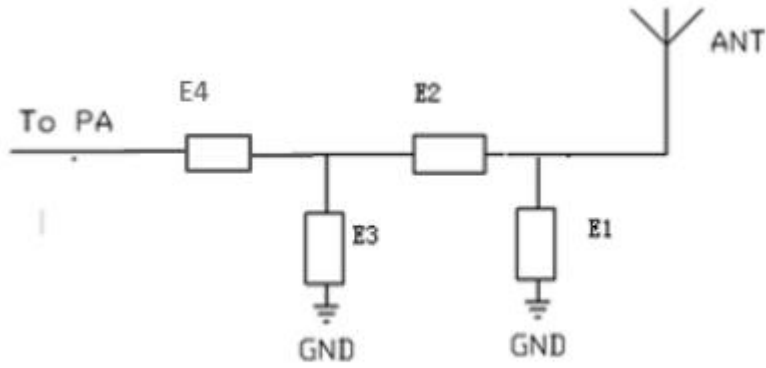 ANT
E4
E2
To PA
E3
E1
GND
GND